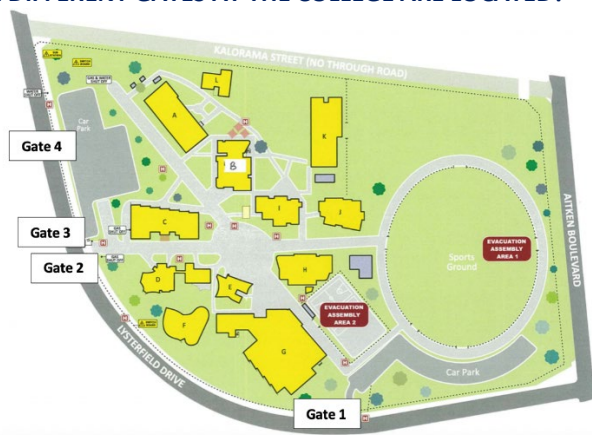 DIFFERENT GATES AT THE COLLEGE ARE LOCATED?
KALORAMA STREET (NO THROUGH ROAD)
L
A
K
Car
Park
Gate 4
B
AITKEN BOULEVARD
I
J
C
Gate 3
EVACUATION
ASSEMBLY
AREA 1
Gate 2
Sports
Ground
H
D
E
EVACUATION
ASSEMBLY
AREA 2
F
LYSTERFIELD DRIVE
G
Car Park
Gate 1